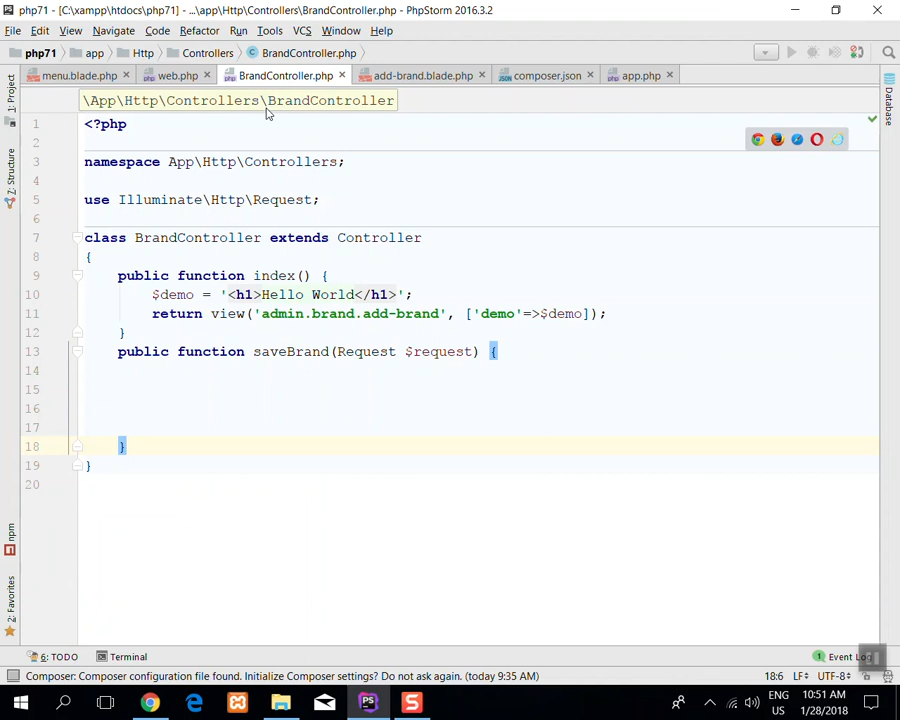 php71 - [C:\xampp\htdocs\php71] - ...\app\Http\Controllers\BrandController.php - PhpStorm 2016.3.2
File Edit View Navigate Code Refactor Run Tools VCS Window Help
php71 app Http Controllers BrandController.php
menu.blade.php web.php BrandController.php add-brand.blade.php composer.json app.php
\App\Http\Controllers\BrandController
1 <?php
2
3 namespace App\Http\Controllers;
4
5 use Illuminate\Http\Request;
6
7 class BrandController extends Controller
8 {
9 public function index() {
10 $demo = '<h1>Hello World</h1>';
11 return view('admin.brand.add-brand', ['demo'=>$demo]);
12 }
13 public function saveBrand(Request $request) {
14
15
16
17
18 }
19 }
20
1: Project
7: Structure
npm
2: Favorites
Database
6: TODO Terminal 1 Event Log
Composer: Composer configuration file found. Initialize Composer settings? Do not ask again. (today 9:35 AM) 18:6 LF UTF-8
ENG 10:51 AM
US 1/28/2018